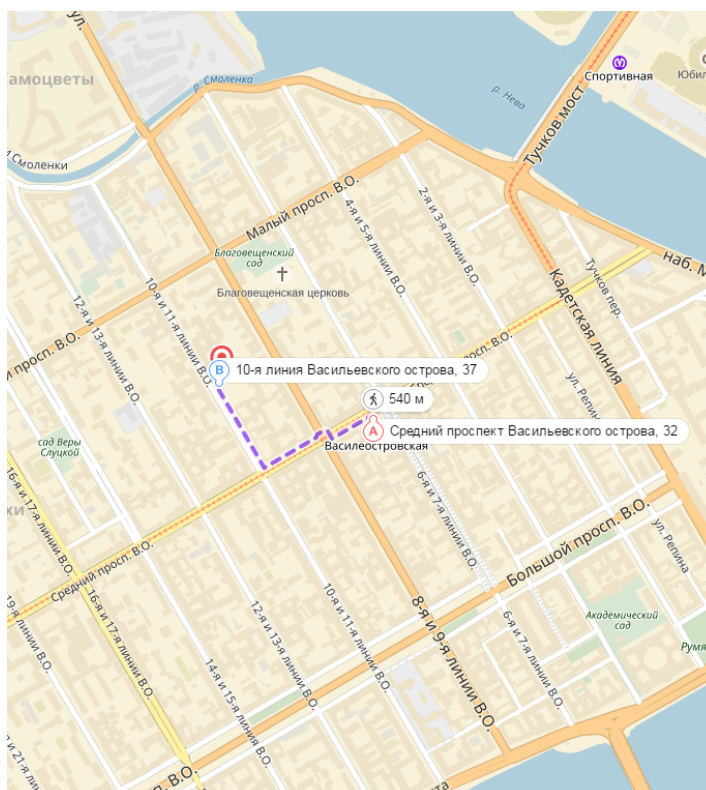 ул.
Самоцветы
р. Смоленка
и Смоленки
Спортивная
Юбил
р. Нева
Тучков мост
Малый просп. В.О.
2-я и 3-я линии В.О.
4-я и 5-я линии В.О.
Благовещенский
сад
Благовещенская церковь
Тучков пер.
наб. М
Кадетская линия
10-я и 11-я линии В.О.
12-я и 13-я линии В.О.
й просп. В.О.
B
10-я линия Васильевского острова, 37
просп. В.О.
540 м
A
Средний проспект Васильевского острова, 32
Василеостровская
ул. Репина
сад Веры
Слуцкой
16-я и 17-я линии В.О.
хи
6-я и 7-я линии В.О.
Большой просп. В.О.
ул. Репина
Средний просп. В.О.
16-я и 17-я линии В.О.
19-я линии В.О.
12-я и 13-я линии В.О.
10-я и 11-я линии В.О.
8-я и 9-я линии В.О.
6-я и 7-я линии В.О.
Академический
сад
Румя
14-я и 15-я линии В.О.
я и 21-я линии В.О.
п. В.О.
та